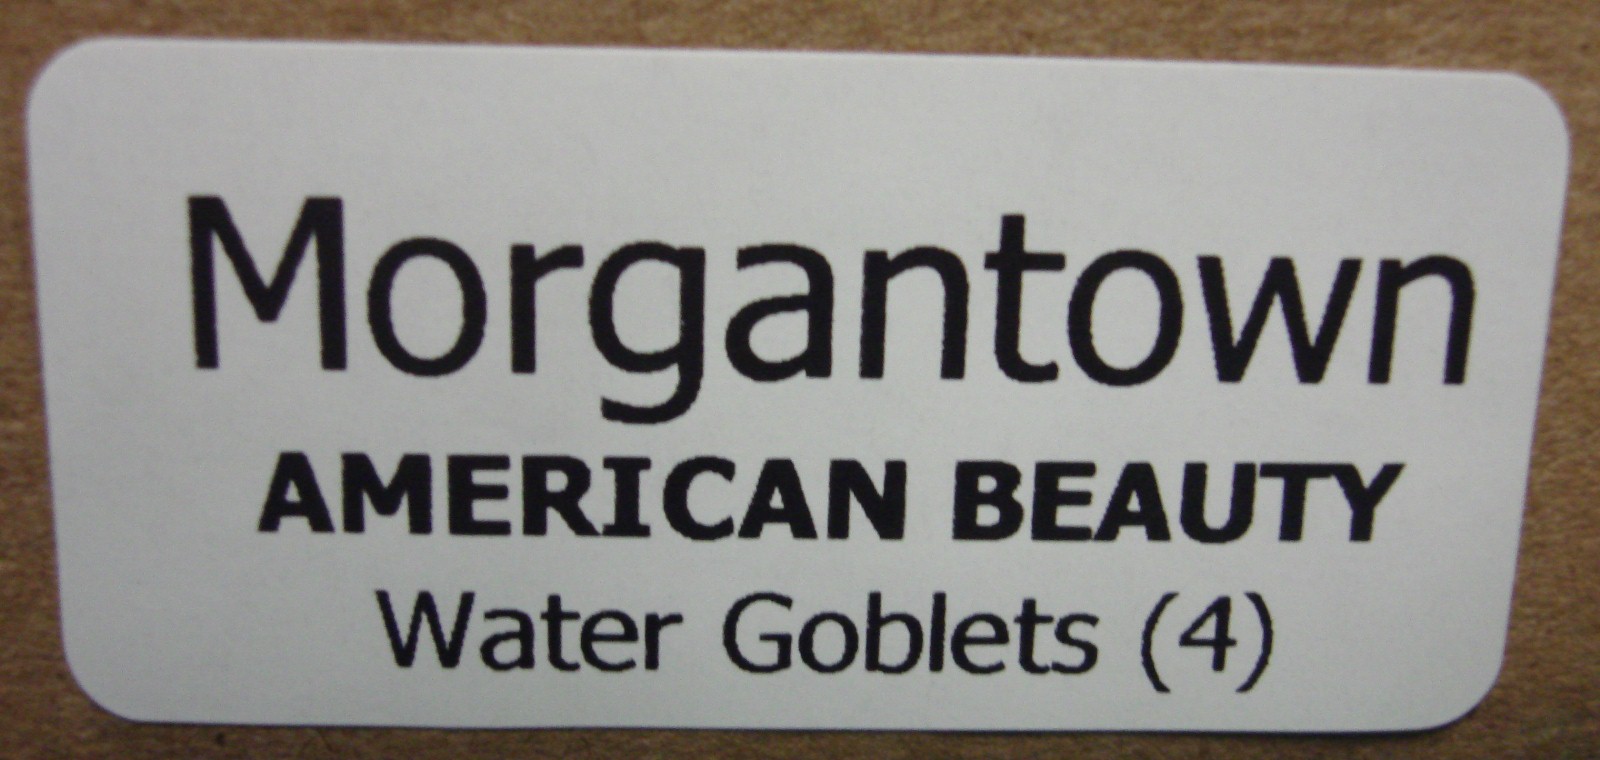 Morgantown
AMERICAN BEAUTY
Water Goblets (4)